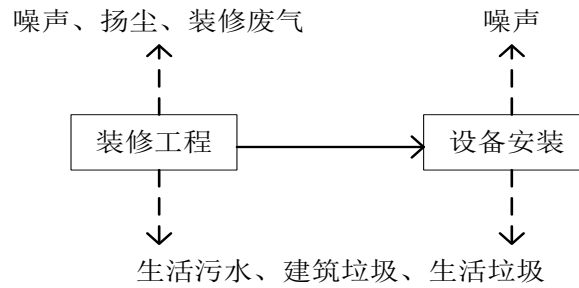 噪声、扬尘、装修废气
噪声
装修工程
设备安装
生活污水、建筑垃圾、生活垃圾